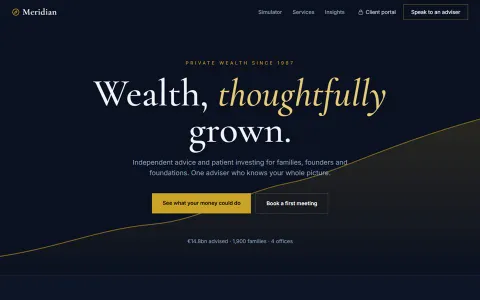 Meridian
Simulator Services Insights Client portal Speak to an adviser
PRIVATE WEALTH SINCE 1987
Wealth, thoughtfully
grown.
Independent advice and patient investing for families, founders and
foundations. One adviser who knows your whole picture.
See what your money could do Book a first meeting
€14.8bn advised · 1,900 families · 4 offices